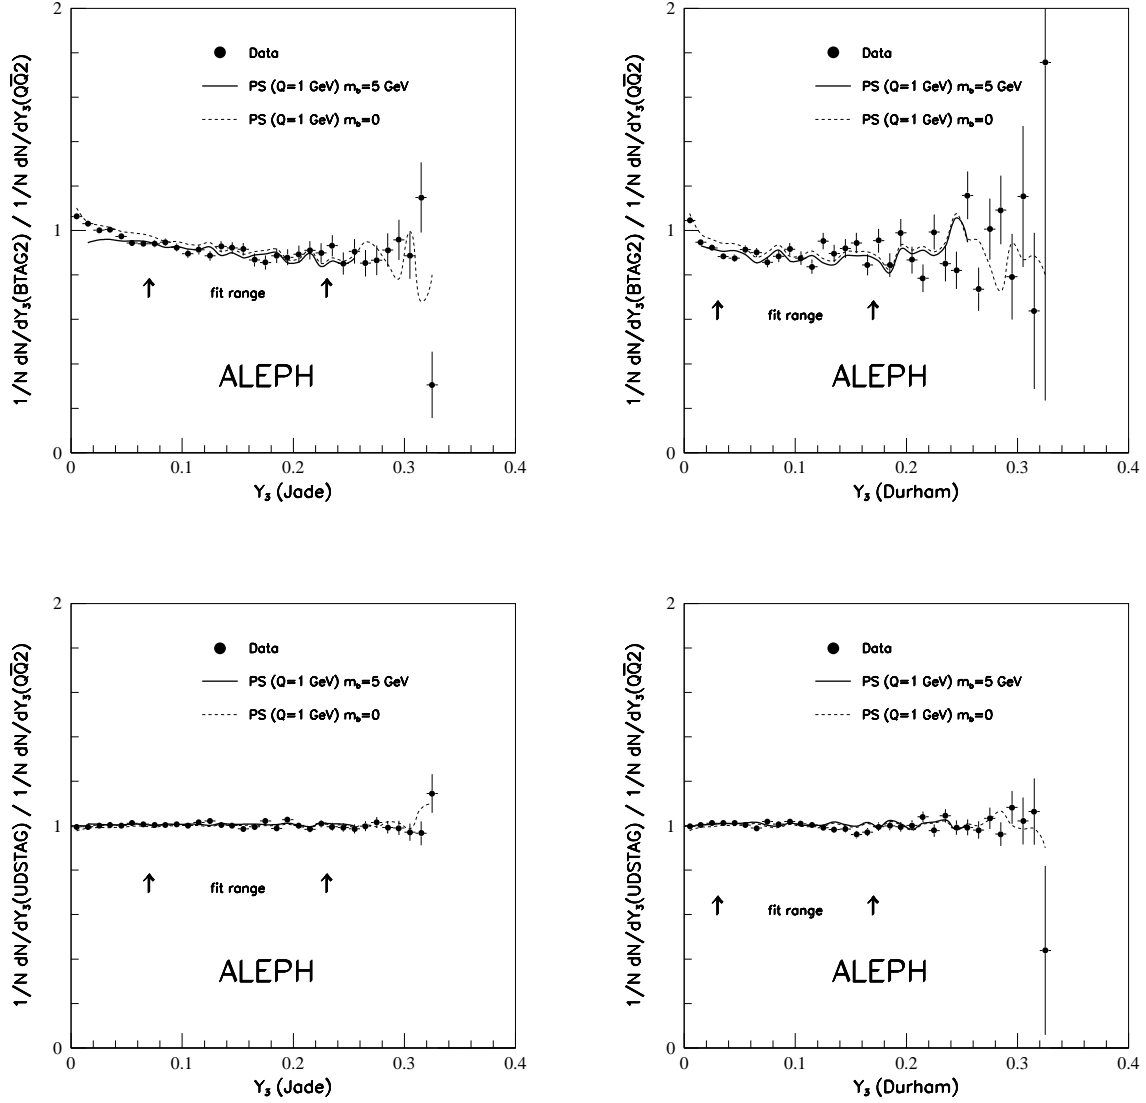 1/N dN/dY₃(BTAG2) / 1/N dN/dY₃(QQ̅2)
2
1
0
Data
PS (Q=1 GeV) m_b=5 GeV
PS (Q=1 GeV) m_b=0
fit range
ALEPH
0 0.1 0.2 0.3 0.4
Y₃ (Jade)
1/N dN/dY₃(BTAG2) / 1/N dN/dY₃(QQ̅2)
2
1
0
Data
PS (Q=1 GeV) m_b=5 GeV
PS (Q=1 GeV) m_b=0
fit range
ALEPH
0 0.1 0.2 0.3 0.4
Y₃ (Durham)
1/N dN/dY₃(UDSTAG) / 1/N dN/dY₃(QQ̅2)
2
1
0
Data
PS (Q=1 GeV) m_b=5 GeV
PS (Q=1 GeV) m_b=0
fit range
ALEPH
0 0.1 0.2 0.3 0.4
Y₃ (Jade)
1/N dN/dY₃(UDSTAG) / 1/N dN/dY₃(QQ̅2)
2
1
0
Data
PS (Q=1 GeV) m_b=5 GeV
PS (Q=1 GeV) m_b=0
fit range
ALEPH
0 0.1 0.2 0.3 0.4
Y₃ (Durham)